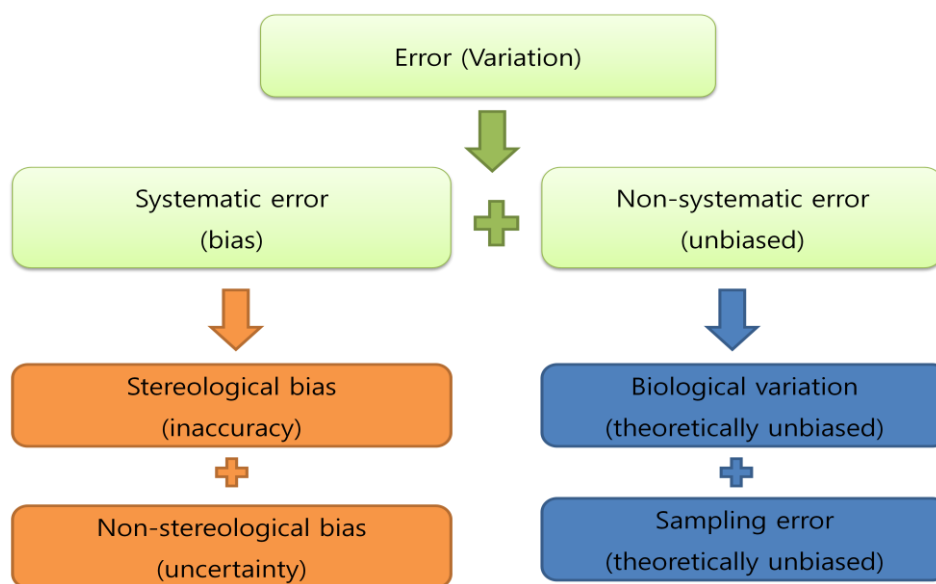 Error (Variation)
Systematic error
(bias)
Non-systematic error
(unbiased)
Stereological bias
(inaccuracy)
Biological variation
(theoretically unbiased)
Non-stereological bias
(uncertainty)
Sampling error
(theoretically unbiased)